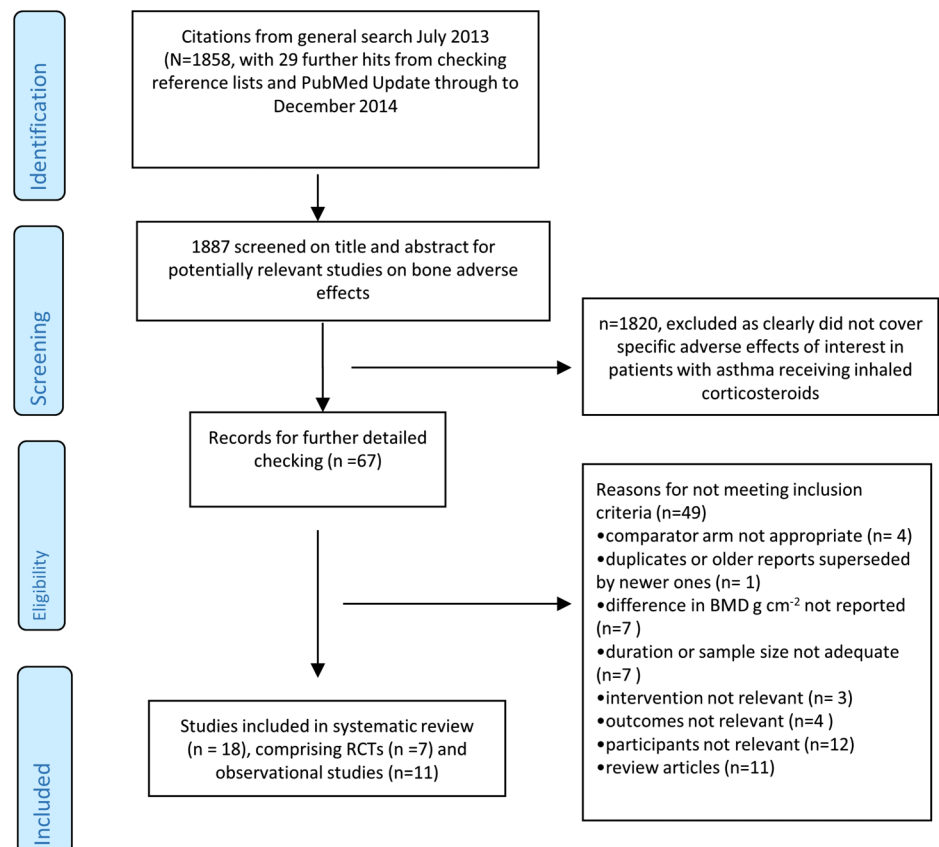 Identification
Citations from general search July 2013
(N=1858, with 29 further hits from checking
reference lists and PubMed Update through to
December 2014
Screening
1887 screened on title and abstract for
potentially relevant studies on bone adverse
effects
n=1820, excluded as clearly did not cover
specific adverse effects of interest in
patients with asthma receiving inhaled
corticosteroids
Eligibility
Records for further detailed
checking (n =67)
Reasons for not meeting inclusion
criteria (n=49)
•comparator arm not appropriate (n= 4)
•duplicates or older reports superseded
by newer ones (n= 1)
•difference in BMD g cm⁻² not reported
(n=7 )
•duration or sample size not adequate
(n=7 )
•intervention not relevant (n= 3)
•outcomes not relevant (n=4 )
•participants not relevant (n=12)
•review articles (n=11)
Included
Studies included in systematic review
(n = 18), comprising RCTs (n =7) and
observational studies (n=11)